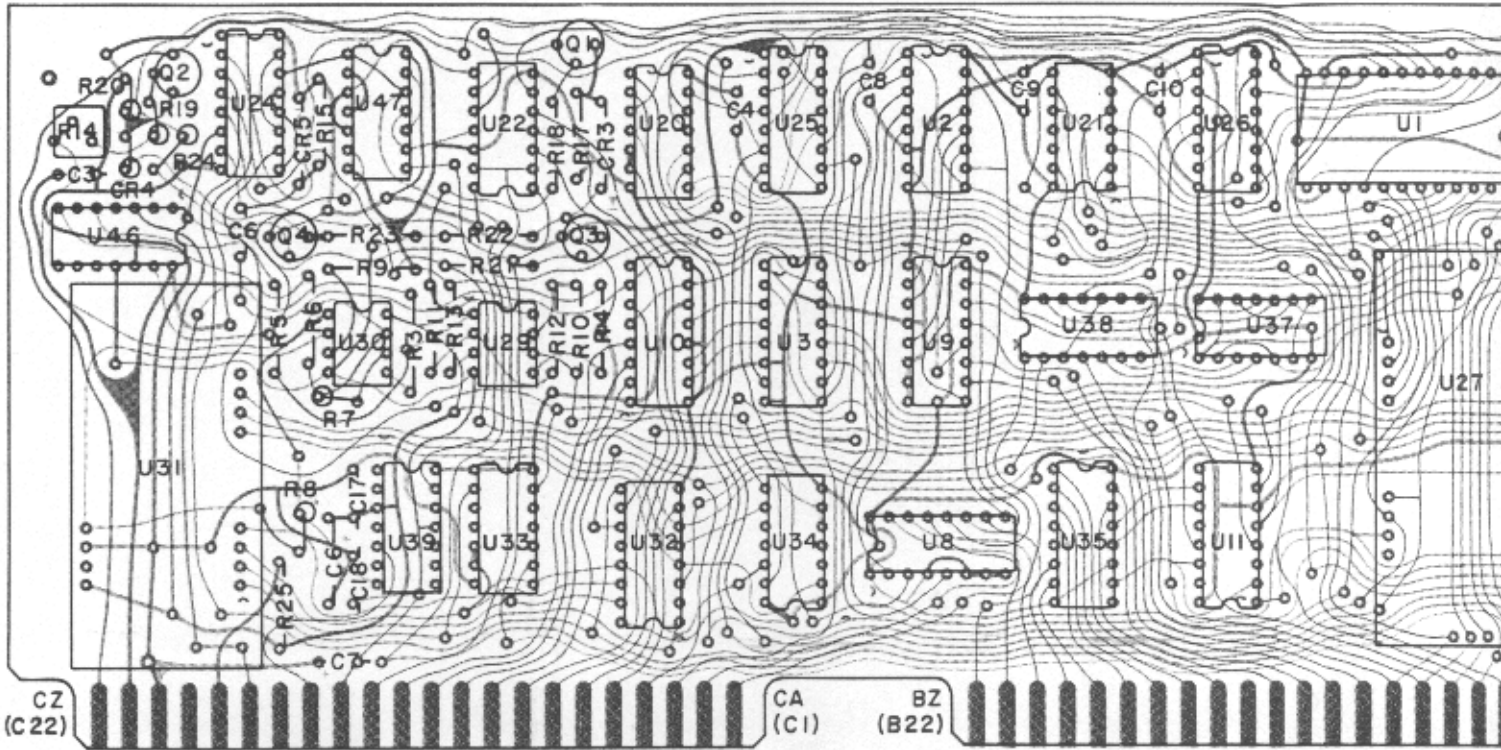 Q1
Q2
R20
R19
R14
R24
C3
CR4
U24
CR5
R15
U47
U22
R18
R17
CR3
U20
C4
U25
C8
U2
C9
U21
C10
U26
U1
U46
C6
Q4
R23
R22
Q3
R9
R21
R5
R6
U30
R3
R11
R13
U29
R12
R10
R4
U10
U3
U9
U38
U37
U27
R7
U31
R8
C17
C6
C18
U39
U33
U32
U34
U8
U35
U11
R25
C7
CZ
(C22)
CA
(C1)
BZ
(B22)